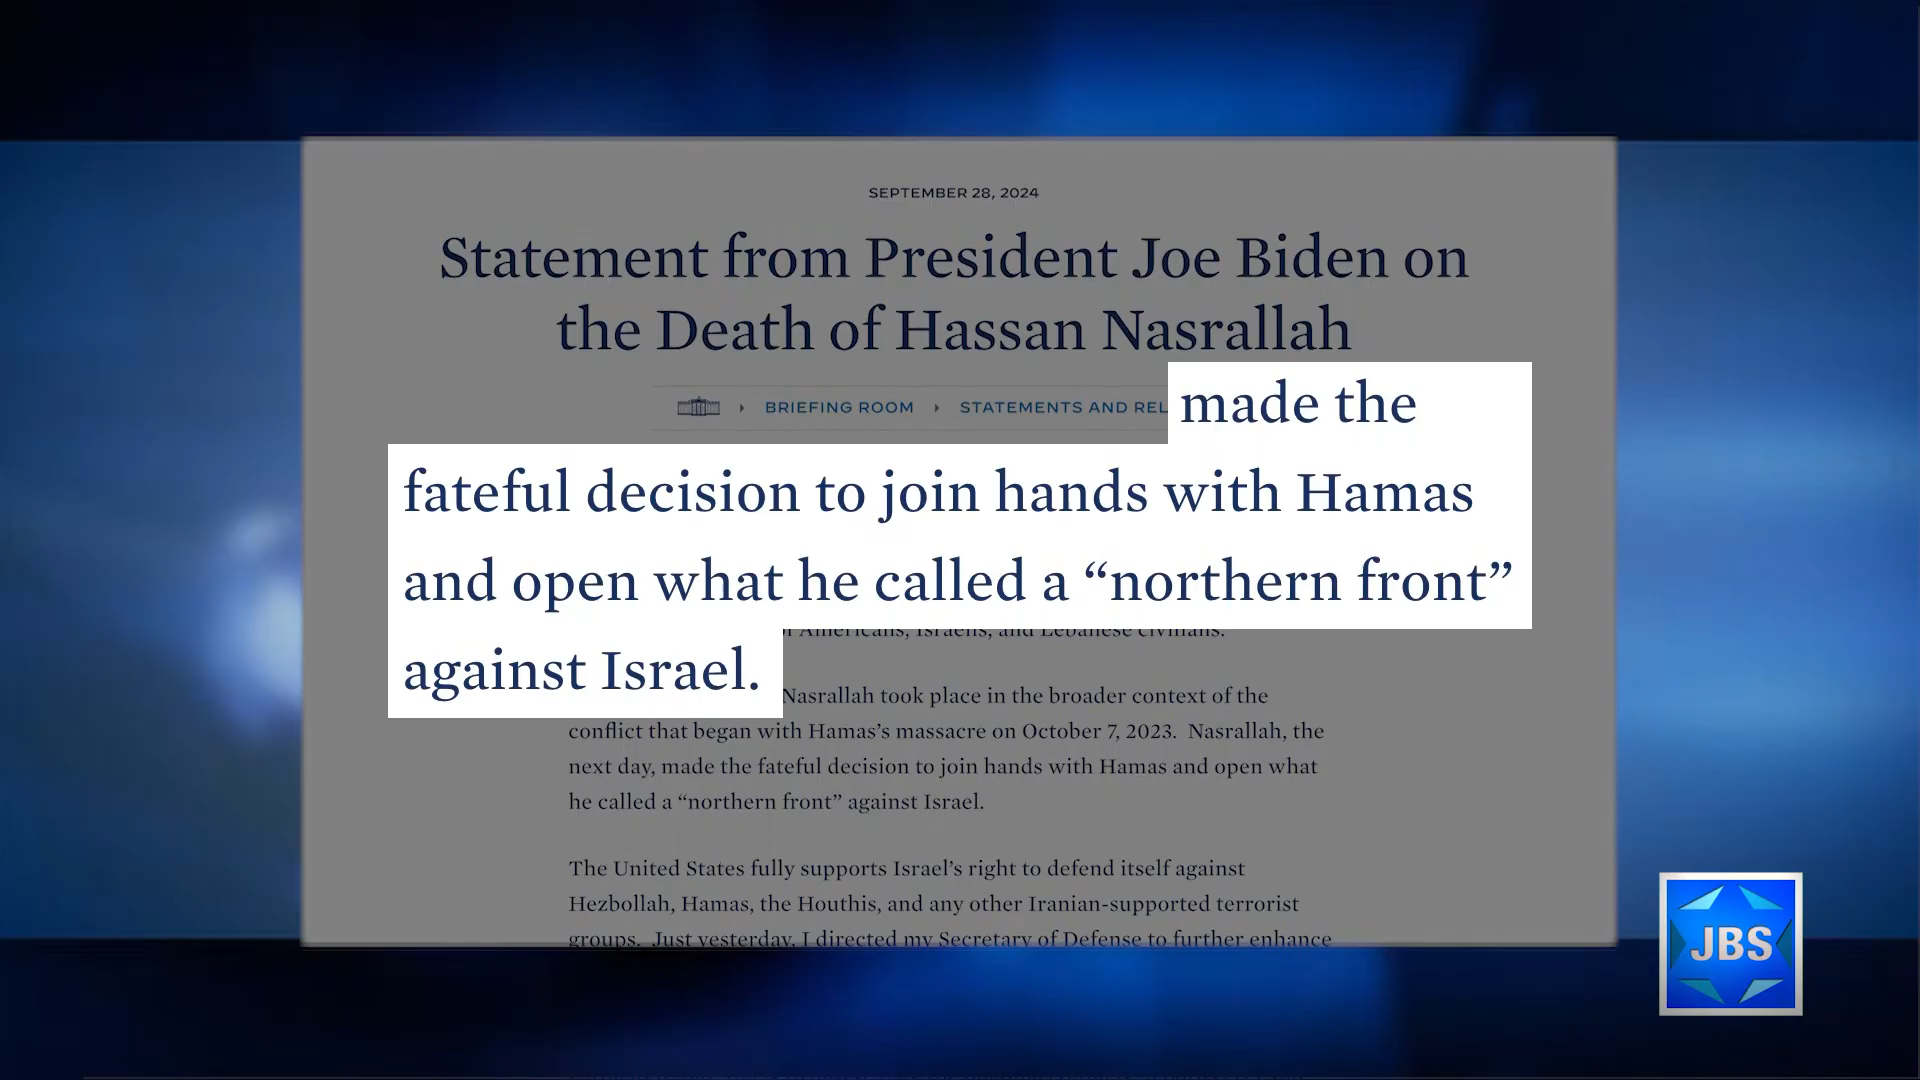 SEPTEMBER 28, 2024
Statement from President Joe Biden on
the Death of Hassan Nasrallah
BRIEFING ROOM STATEMENTS AND REL
made the
fateful decision to join hands with Hamas
and open what he called a “northern front”
against Israel.
Americans, Israelis, and Lebanese civilians.
Nasrallah took place in the broader context of the
conflict that began with Hamas’s massacre on October 7, 2023. Nasrallah, the
next day, made the fateful decision to join hands with Hamas and open what
he called a “northern front” against Israel.
The United States fully supports Israel’s right to defend itself against
Hezbollah, Hamas, the Houthis, and any other Iranian-supported terrorist
groups. Just yesterday, I directed my Secretary of Defense to further enhance
JBS